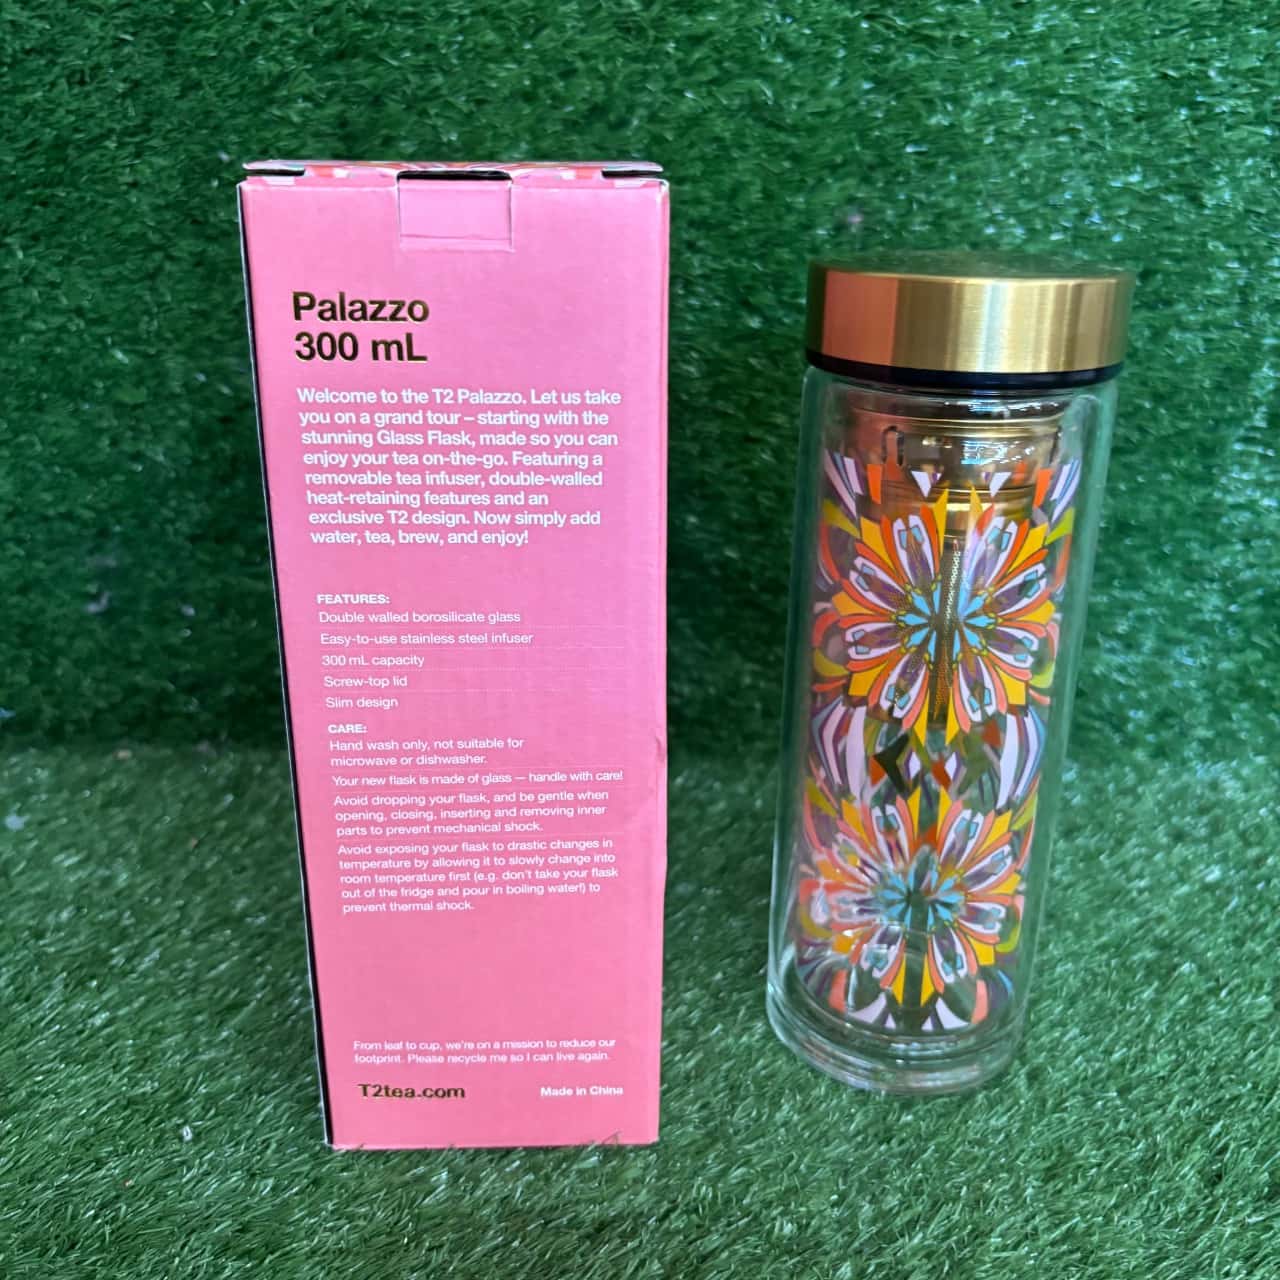 Palazzo
300 mL
Welcome to the T2 Palazzo. Let us take
you on a grand tour – starting with the
stunning Glass Flask, made so you can
enjoy your tea on-the-go. Featuring a
removable tea infuser, double-walled
heat-retaining features and an
exclusive T2 design. Now simply add
water, tea, brew, and enjoy!
FEATURES:
Double walled borosilicate glass
Easy-to-use stainless steel infuser
300 mL capacity
Screw-top lid
Slim design
CARE:
Hand wash only, not suitable for
microwave or dishwasher.
Your new flask is made of glass — handle with care!
Avoid dropping your flask, and be gentle when
opening, closing, inserting and removing inner
parts to prevent mechanical shock.
Avoid exposing your flask to drastic changes in
temperature by allowing it to slowly change into
room temperature first (e.g. don't take your flask
out of the fridge and pour in boiling water!) to
prevent thermal shock.
From leaf to cup, we're on a mission to reduce our
footprint. Please recycle me so I can live again.
T2tea.com
Made in China